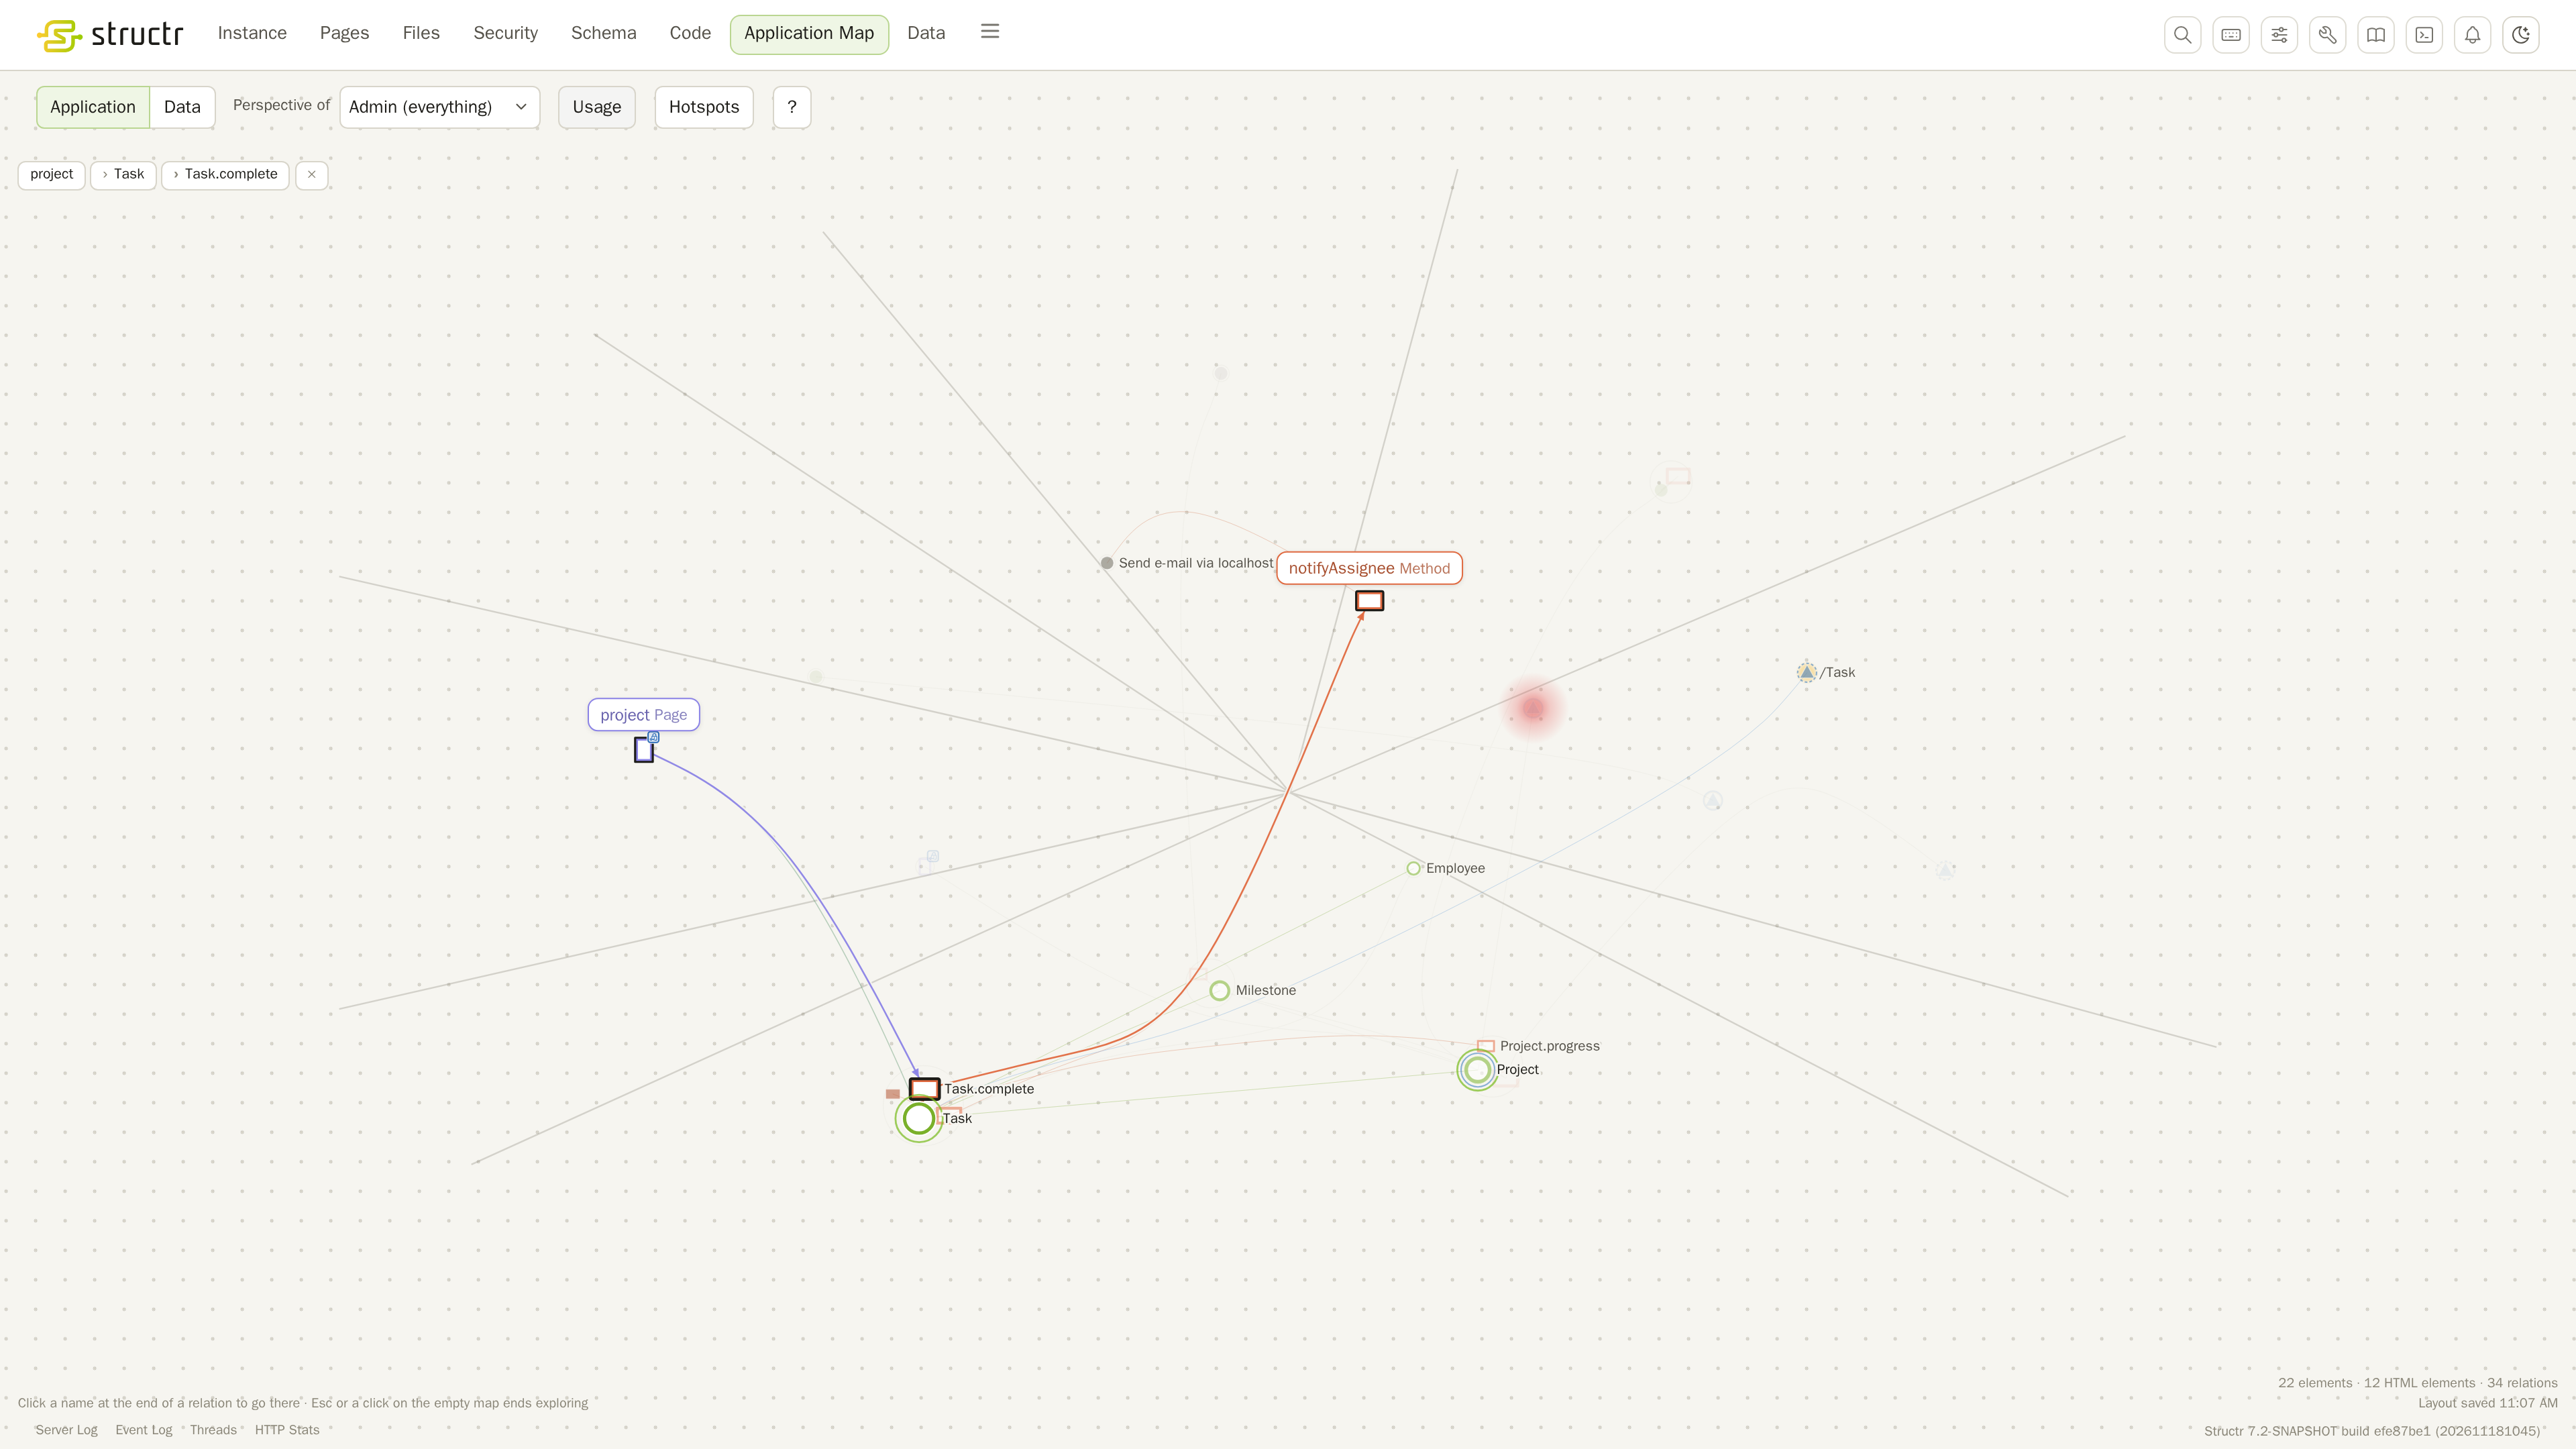 structr Instance Pages Files Security Schema Code Application Map Data
Application Data Perspective of Admin (everything) Usage Hotspots ?
project › Task › Task.complete ×
Send e-mail via localhost
notifyAssignee Method
/Task
project Page
Employee
Milestone
Project.progress
Project
Task.complete
Task
22 elements · 12 HTML elements · 34 relations
Click a name at the end of a relation to go there · Esc or a click on the empty map ends exploring
Layout saved 11:07 AM
Server Log Event Log Threads HTTP Stats
Structr 7.2-SNAPSHOT build efe87be1 (202611181045)